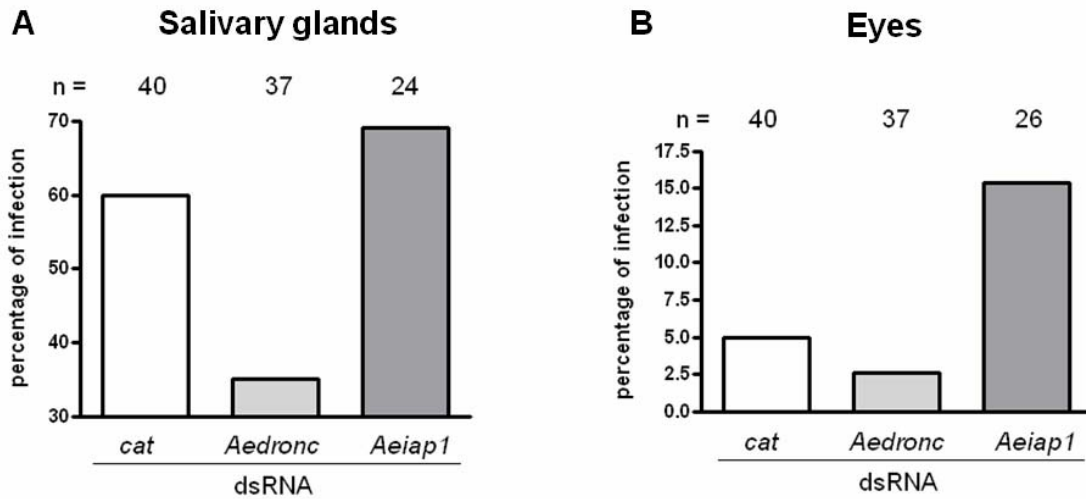 A Salivary glands
n = 40 37 24
percentage of infection
70
60
50
40
30
cat Aedronc Aeiap1
dsRNA
B Eyes
n = 40 37 26
percentage of infection
17.5
15.0
12.5
10.0
7.5
5.0
2.5
0.0
cat Aedronc Aeiap1
dsRNA